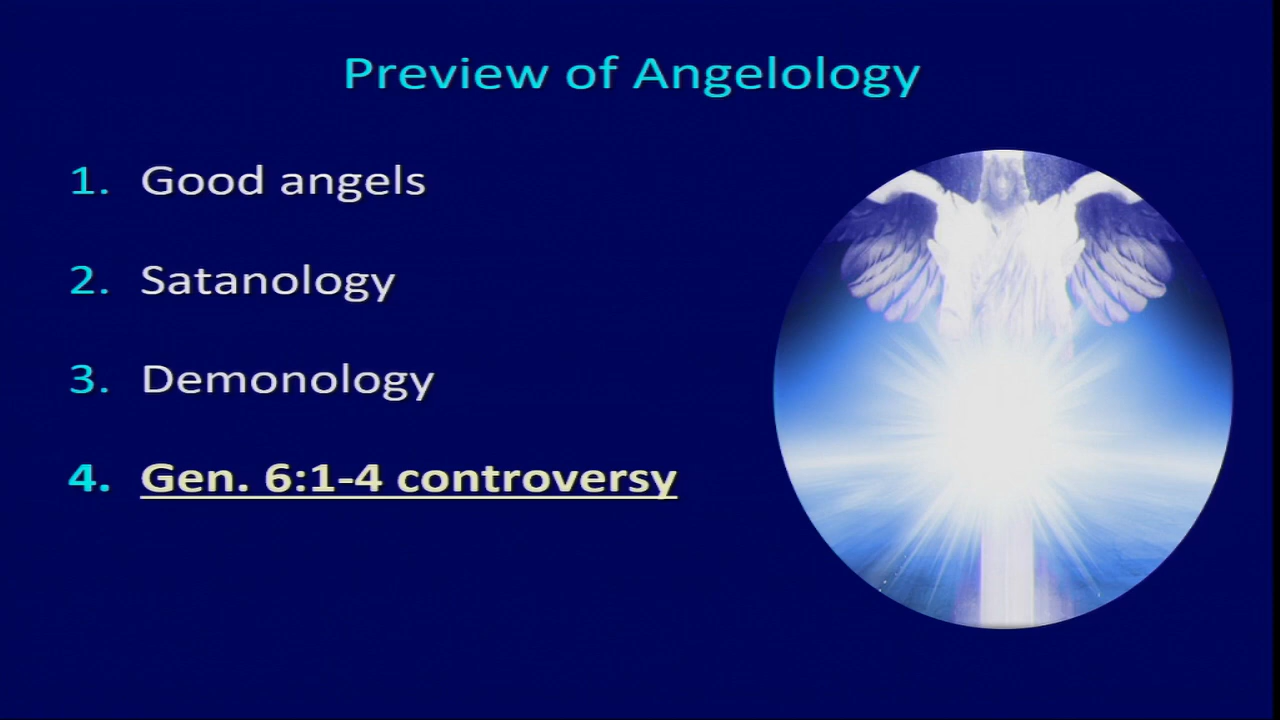 Preview of Angelology
1. Good angels
2. Satanology
3. Demonology
4. Gen. 6:1-4 controversy